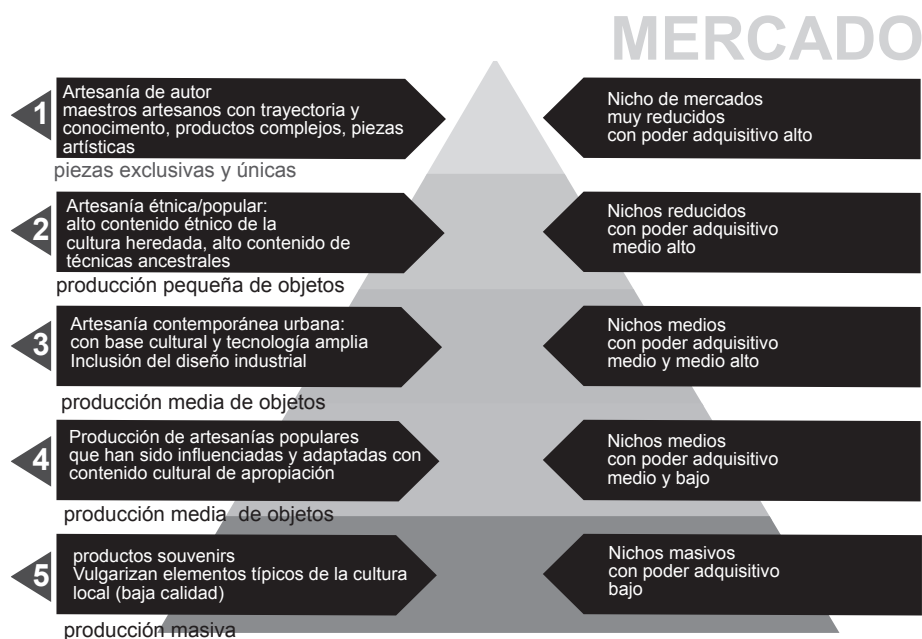 MERCADO
1
Artesanía de autor
maestros artesanos con trayectoria y
conocimiento, productos complejos, piezas
artísticas
piezas exclusivas y únicas
Nicho de mercados
muy reducidos
con poder adquisitivo alto
2
Artesanía étnica/popular:
alto contenido étnico de la
cultura heredada, alto contenido de
técnicas ancestrales
producción pequeña de objetos
Nichos reducidos
con poder adquisitivo
medio alto
3
Artesanía contemporánea urbana:
con base cultural y tecnología amplia
Inclusión del diseño industrial
producción media de objetos
Nichos medios
con poder adquisitivo
medio y medio alto
4
Producción de artesanías populares
que han sido influenciadas y adaptadas con
contenido cultural de apropiación
producción media de objetos
Nichos medios
con poder adquisitivo
medio y bajo
5
productos souvenirs
Vulgarizan elementos típicos de la cultura
local (baja calidad)
producción masiva
Nichos masivos
con poder adquisitivo
bajo